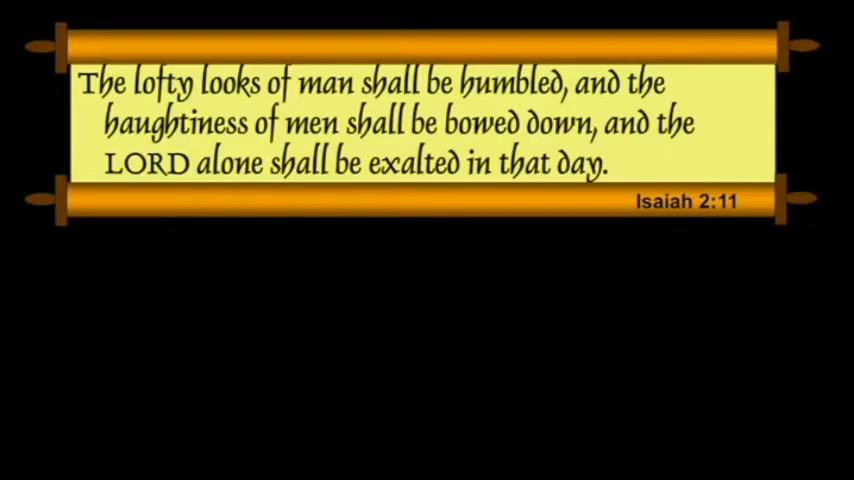 The lofty looks of man shall be humbled, and the
haughtiness of men shall be bowed down, and the
LORD alone shall be exalted in that day.
Isaiah 2:11